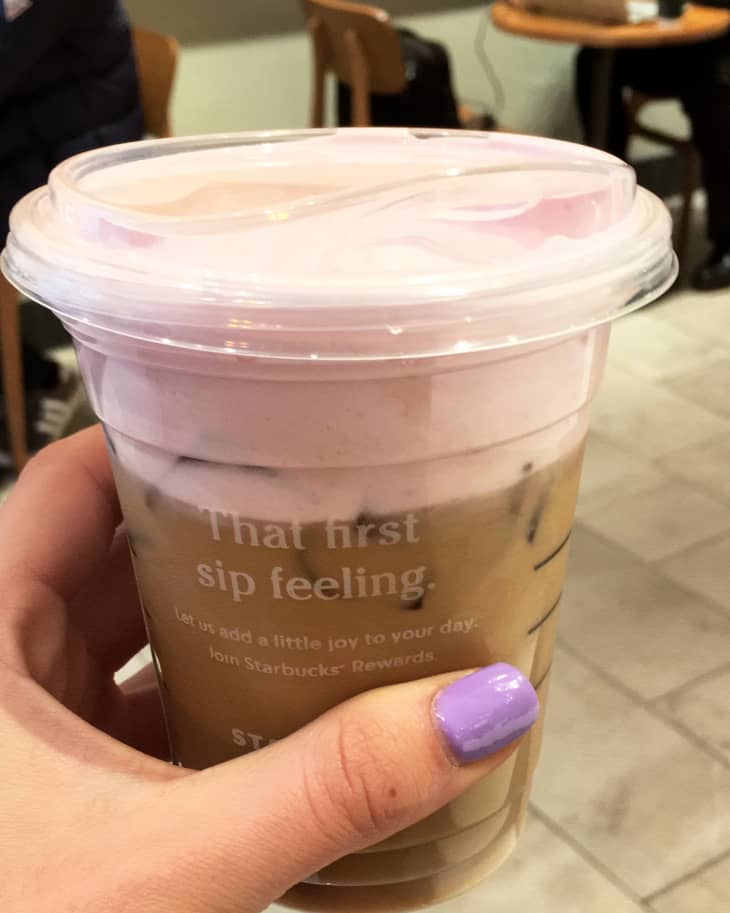 That first
sip feeling.
Let us add a little joy to your day.
Join Starbucks® Rewards.